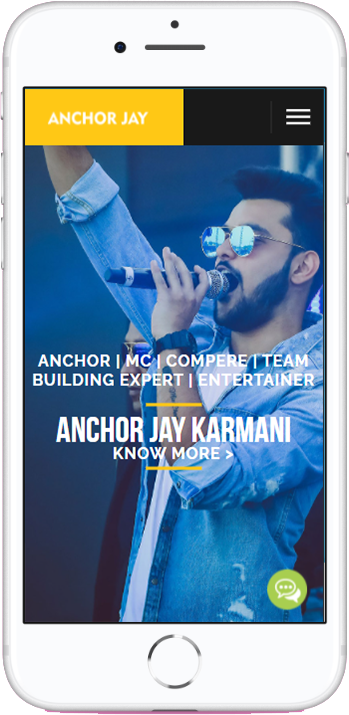 ANCHOR JAY
ANCHOR | MC | COMPERE | TEAM
BUILDING EXPERT | ENTERTAINER
ANCHOR JAY KARMANI
KNOW MORE >